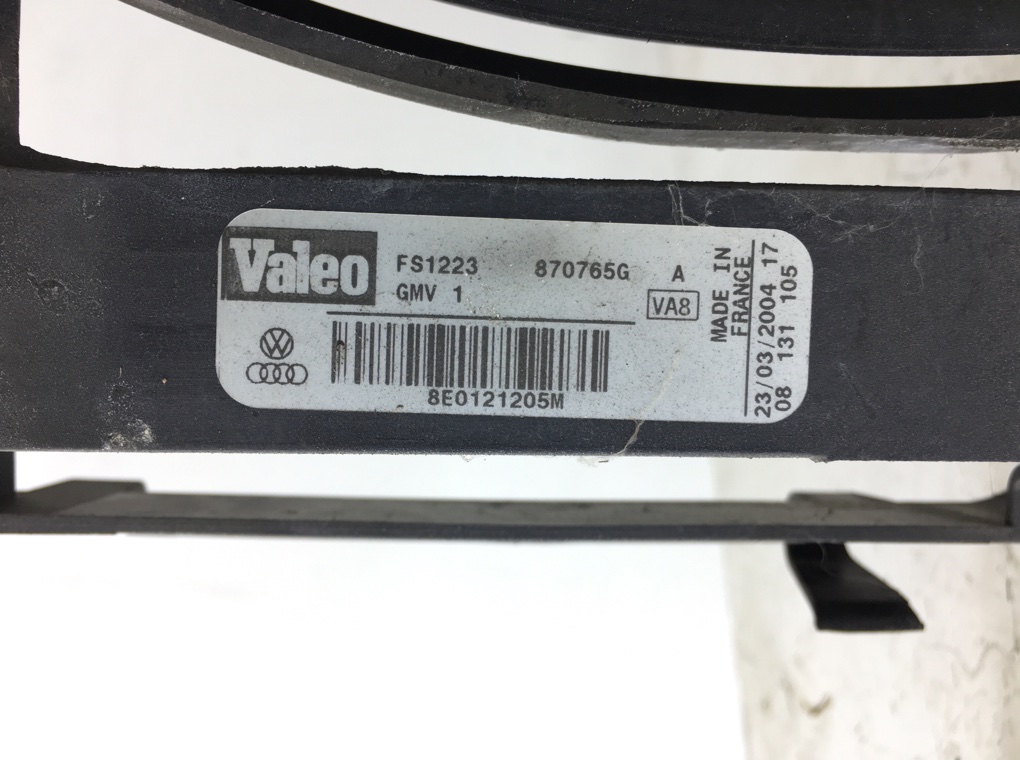 Valeo
FS1223 870765G A
GMV 1
VA8
8E0121205M
MADE IN
FRANCE
23/03/2004 17
08 131 105